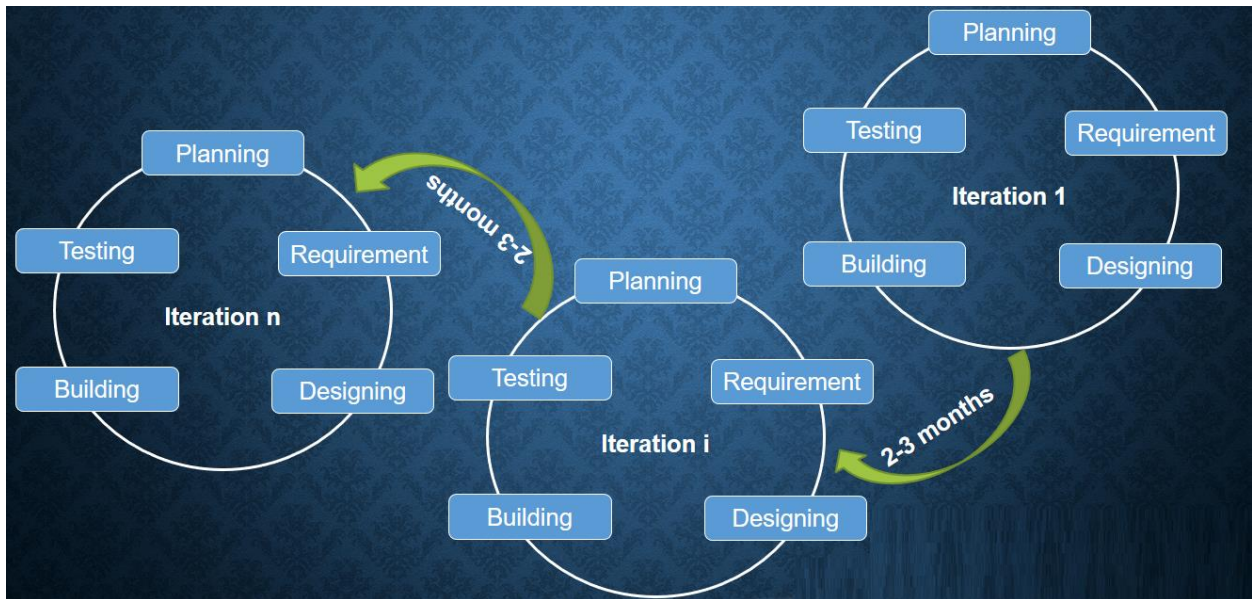 Planning
Testing
Requirement
Iteration 1
Building
Designing
2-3 months
Planning
Testing
Requirement
Iteration i
Building
Designing
2-3 months
Planning
Testing
Requirement
Iteration n
Building
Designing